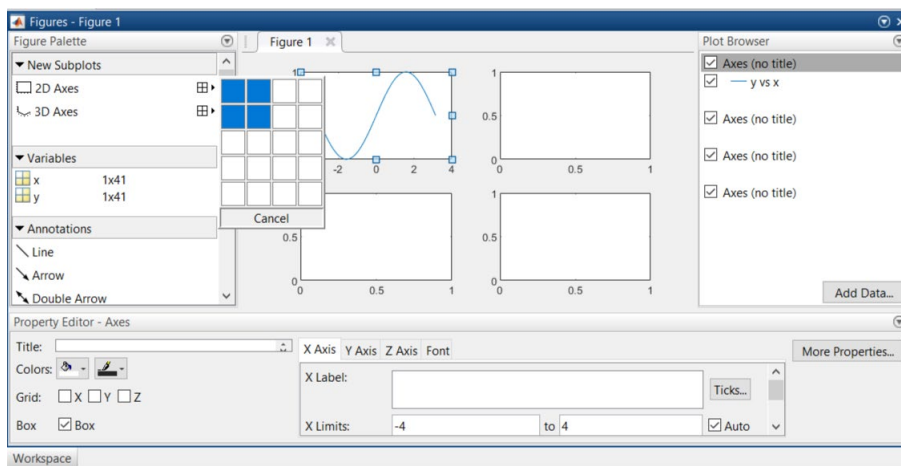 Figures - Figure 1
Figure Palette
Figure 1
Plot Browser
New Subplots
2D Axes
3D Axes
Variables
x 1x41
y 1x41
Annotations
Line
Arrow
Double Arrow
Cancel
1
-2 0 2 4
1
0.5
0
0 0.5 1
0.5
0
0 0.5 1
1
0.5
0
0 0.5 1
Axes (no title)
y vs x
Axes (no title)
Axes (no title)
Axes (no title)
Add Data...
Property Editor - Axes
Title:
Colors:
Grid: X Y Z
Box Box
X Axis Y Axis Z Axis Font
X Label:
Ticks...
X Limits: -4 to 4 Auto
More Properties...
Workspace